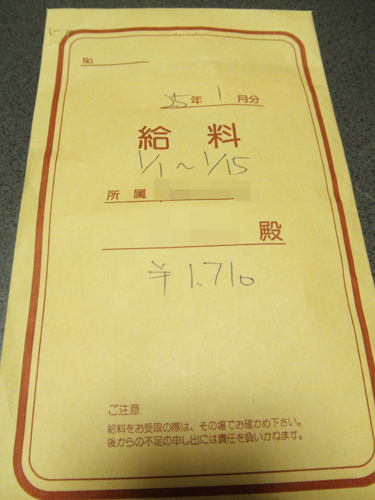 No
25年 1月分
給料
1/1～1/15
所属
殿
¥1.710
ご注意
給料をお受取の際は、その場でお確かめ下さい。
後からの不足の申し出には責任を負いかねます。